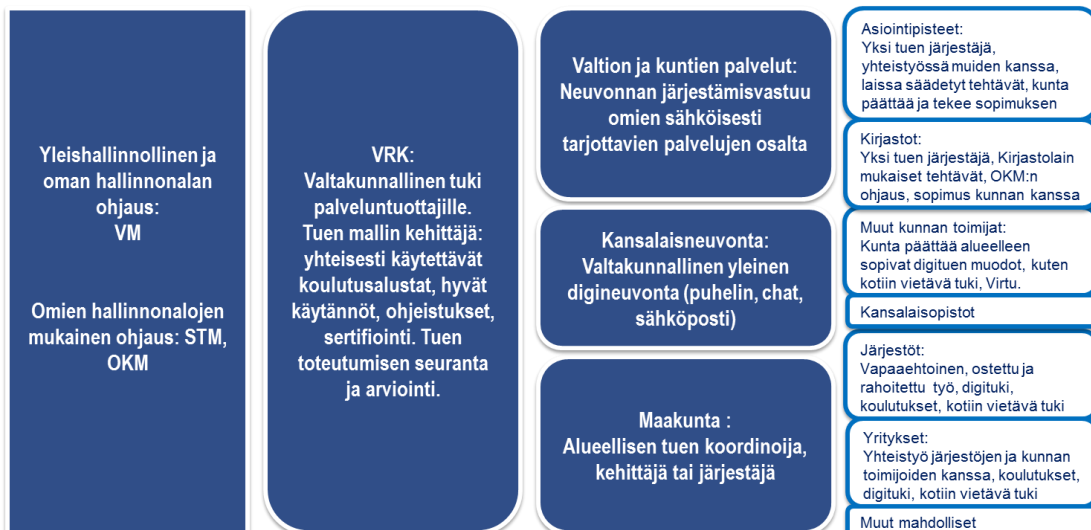 Yleishallinnollinen ja
oman hallinnonalan
ohjaus:
VM
Omien hallinnonalojen
mukainen ohjaus: STM,
OKM
VRK:
Valtakunnallinen tuki
palveluntuottajille.
Tuen mallin kehittäjä:
yhteisesti käytettävät
koulutusalustat, hyvät
käytännöt, ohjeistukset,
sertifiointi. Tuen
toteutumisen seuranta
ja arviointi.
Valtion ja kuntien palvelut:
Neuvonnan järjestämisvastuu
omien sähköisesti
tarjottavien palvelujen osalta
Kansalaisneuvonta:
Valtakunnallinen yleinen
digineuvonta (puhelin, chat,
sähköposti)
Maakunta :
Alueellisen tuen koordinoija,
kehittäjä tai järjestäjä
Asiointipisteet:
Yksi tuen järjestäjä,
yhteistyössä muiden kanssa,
laissa säädetyt tehtävät, kunta
päättää ja tekee sopimuksen
Kirjastot:
Yksi tuen järjestäjä, Kirjastolain
mukaiset tehtävät, OKM:n
ohjaus, sopimus kunnan kanssa
Muut kunnan toimijat:
Kunta päättää alueelleen
sopivat digituen muodot, kuten
kotiin vietävä tuki, Virtu.
Kansalaisopistot
Järjestöt:
Vapaaehtoinen, ostettu ja
rahoitettu työ, digituki,
koulutukset, kotiin vietävä tuki
Yritykset:
Yhteistyö järjestöjen ja kunnan
toimijoiden kanssa, koulutukset,
digituki, kotiin vietävä tuki
Muut mahdolliset